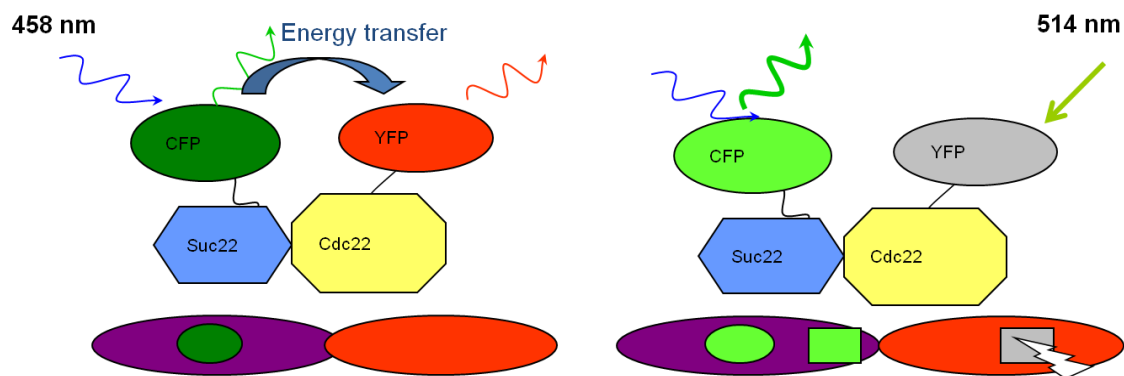 458 nm
Energy transfer
514 nm
CFP
YFP
CFP
YFP
Suc22
Cdc22
Suc22
Cdc22